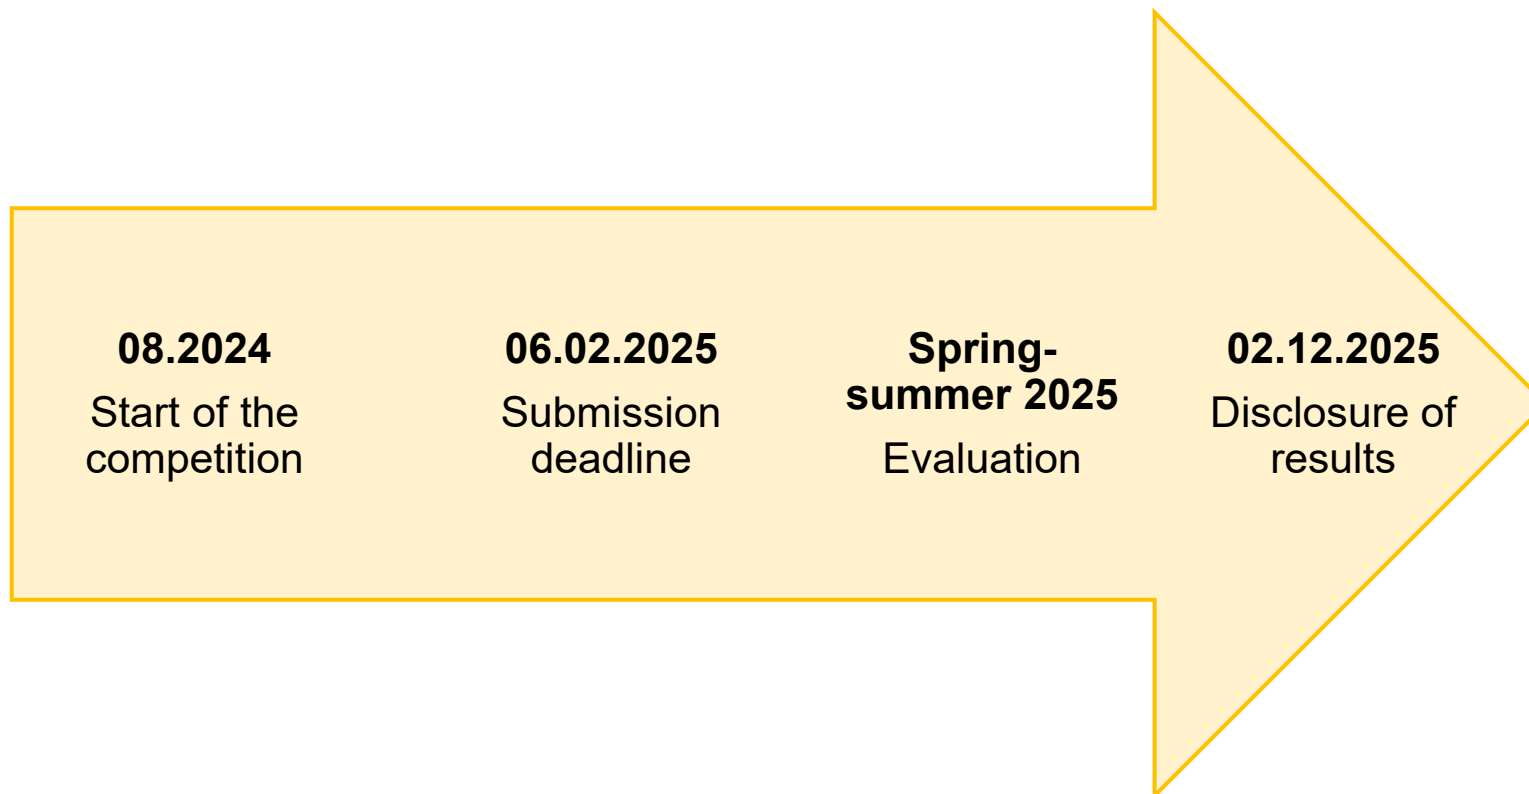 08.2024
Start of the
competition
06.02.2025
Submission
deadline
Spring-
summer 2025
Evaluation
02.12.2025
Disclosure of
results